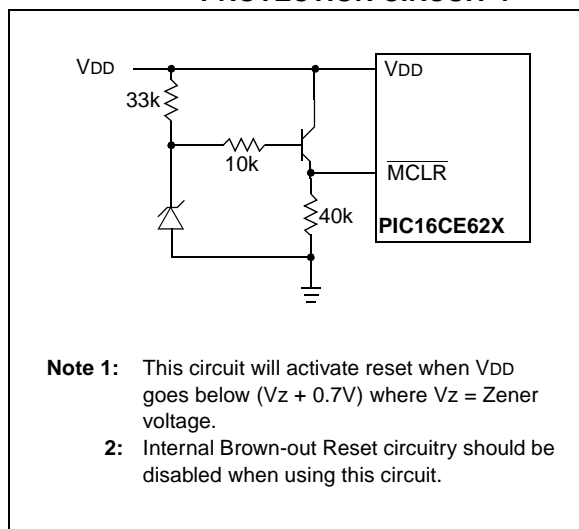 PROTECTION CIRCUIT 1
VDD
VDD
33k
10k
MCLR
40k
PIC16CE62X
Note 1: This circuit will activate reset when VDD
goes below (Vz + 0.7V) where Vz = Zener
voltage.
2: Internal Brown-out Reset circuitry should be
disabled when using this circuit.